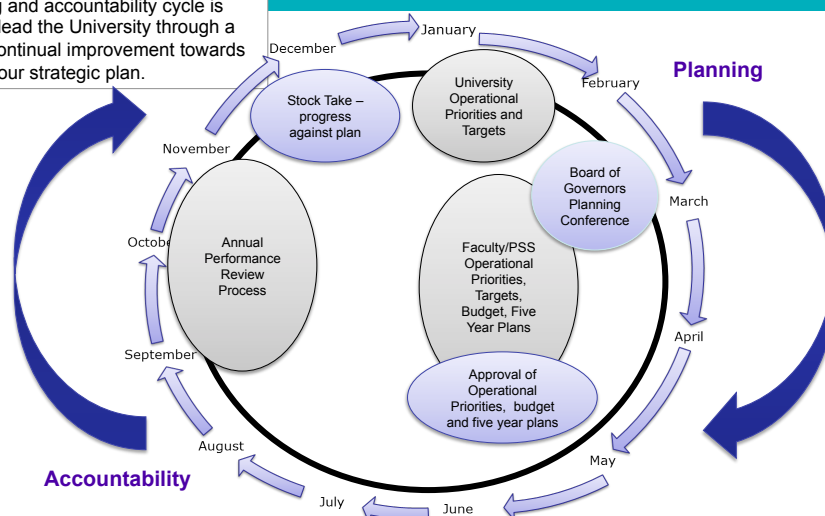 g and accountability cycle is
lead the University through a
ontinual improvement towards
our strategic plan.
December
January
February
Planning
Stock Take –
progress
against plan
University
Operational
Priorities and
Targets
November
Board of
Governors
Planning
Conference
March
Octobe
Annual
Performance
Review
Process
Faculty/PSS
Operational
Priorities,
Targets,
Budget, Five
Year Plans
September
April
Approval of
Operational
Priorities, budget
and five year plans
August
Accountability
May
July
June